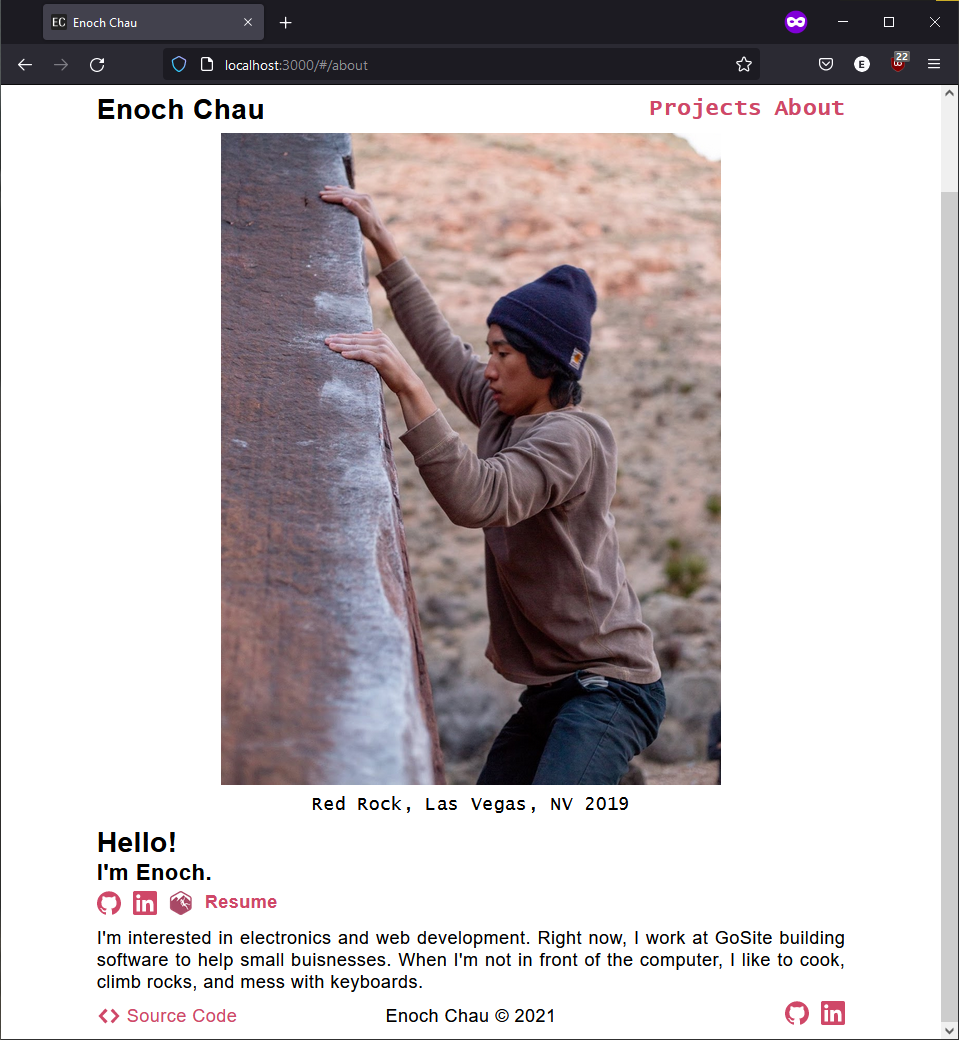 EC Enoch Chau
localhost:3000/#/about
E
22
Enoch Chau
Projects About
Red Rock, Las Vegas, NV 2019
Hello!
I'm Enoch.
in Resume
I'm interested in electronics and web development. Right now, I work at GoSite building
software to help small buisnesses. When I'm not in front of the computer, I like to cook,
climb rocks, and mess with keyboards.
Source Code
Enoch Chau © 2021
in